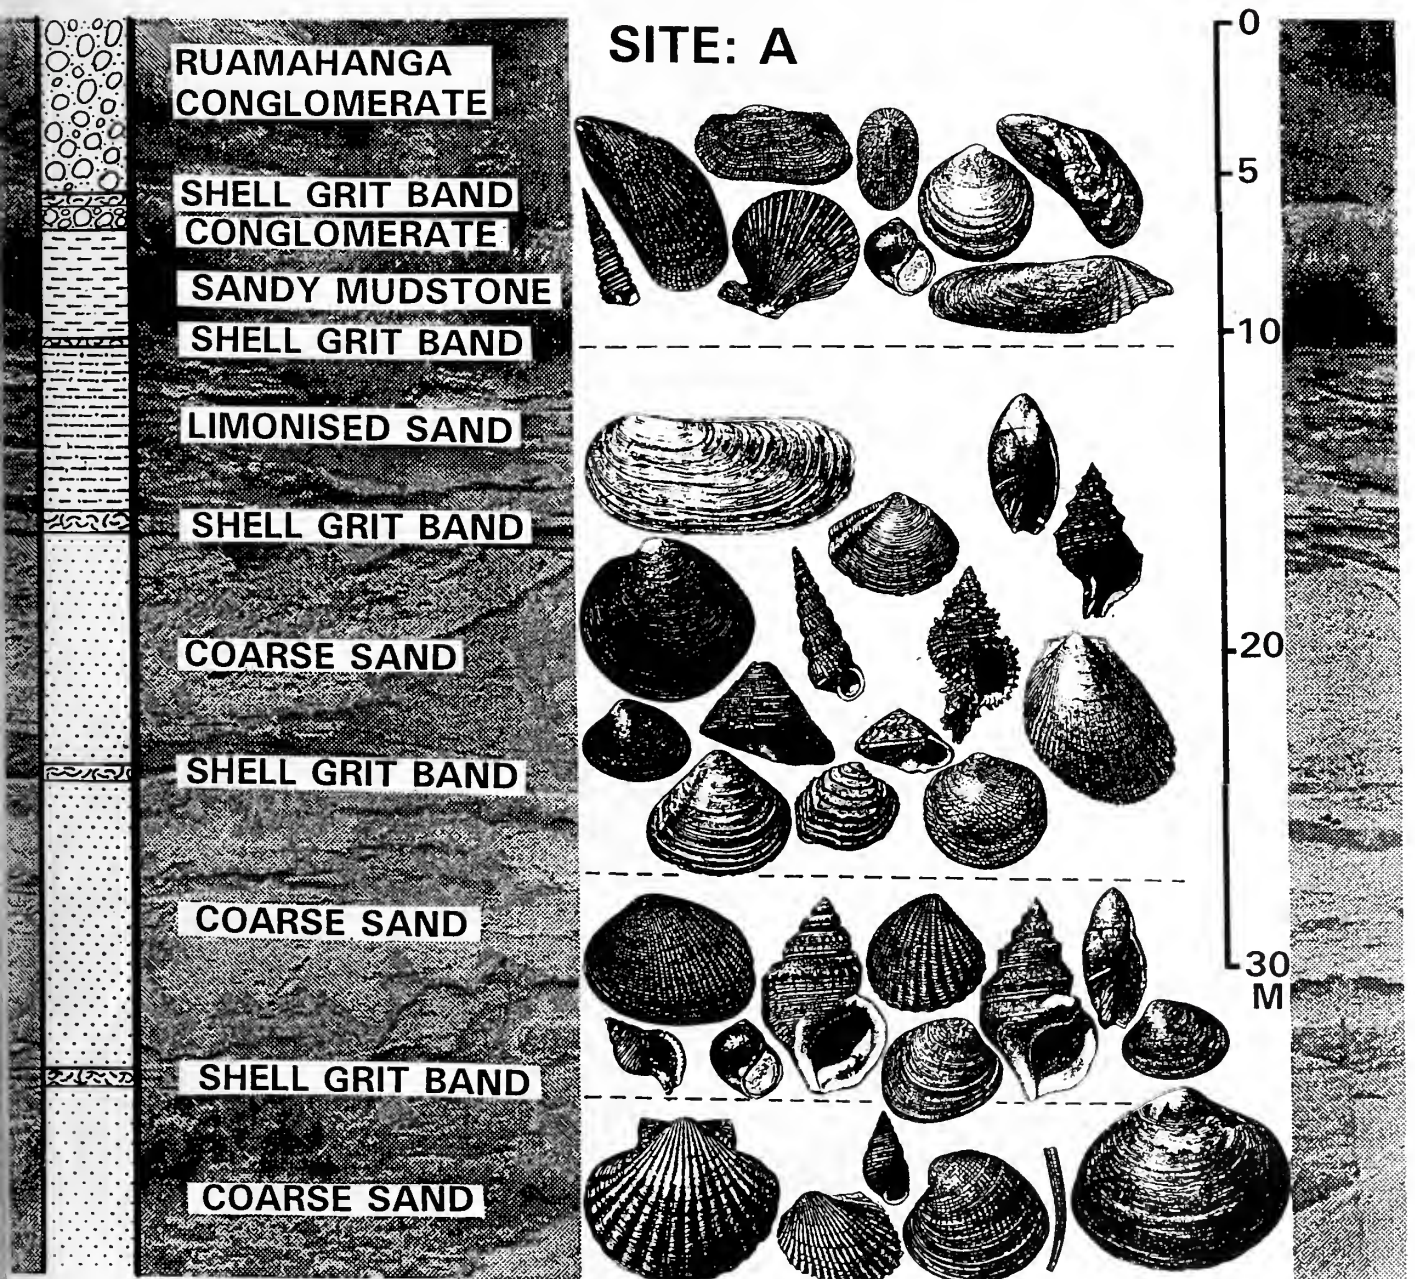 SITE: A
RUAMAHANGA
CONGLOMERATE
SHELL GRIT BAND
CONGLOMERATE
SANDY MUDSTONE
SHELL GRIT BAND
LIMONISED SAND
SHELL GRIT BAND
COARSE SAND
SHELL GRIT BAND
COARSE SAND
SHELL GRIT BAND
COARSE SAND
0
5
10
20
30
M